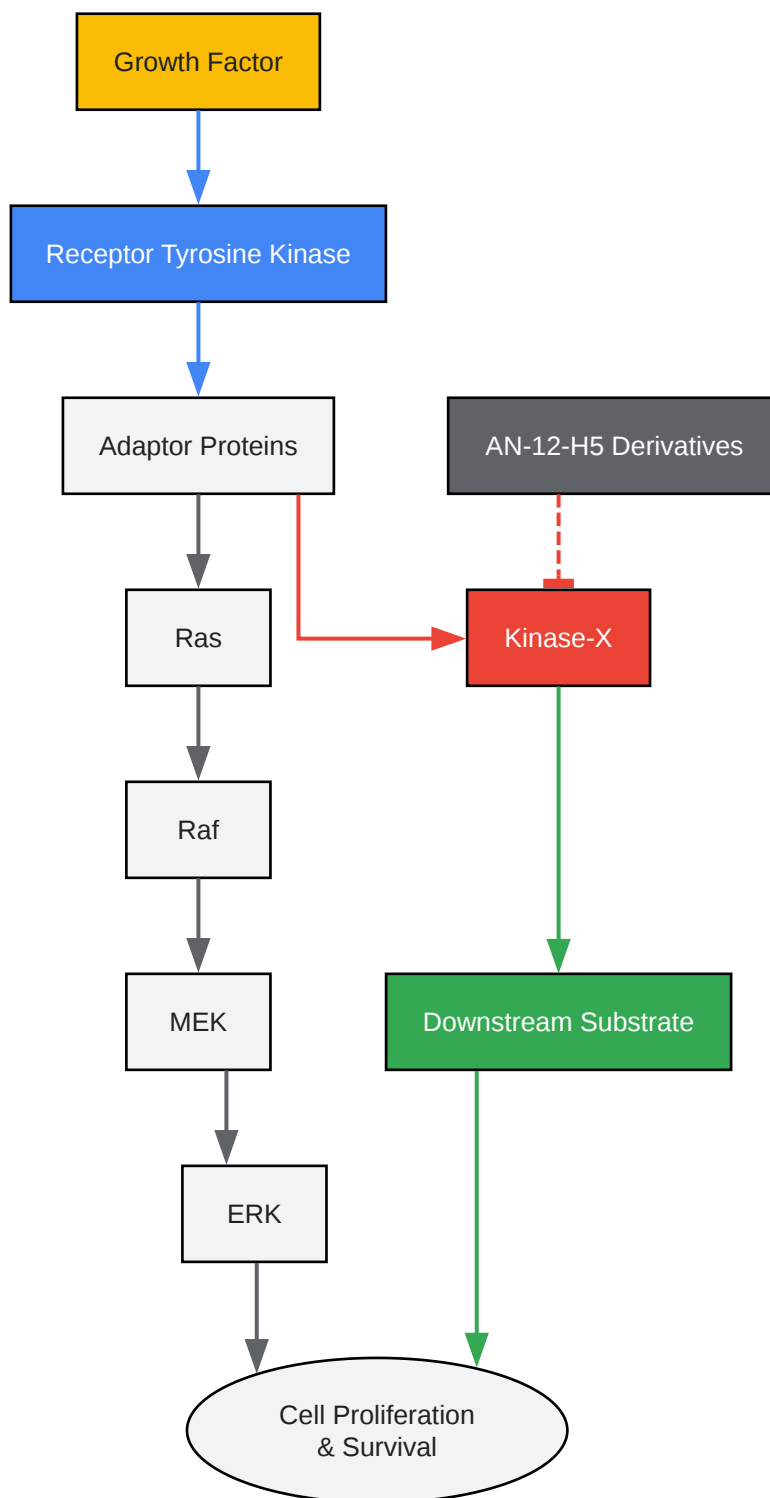 Growth Factor
Receptor Tyrosine Kinase
Adaptor Proteins
AN-12-H5 Derivatives
Ras
Kinase-X
Raf
MEK
Downstream Substrate
ERK
Cell Proliferation
& Survival